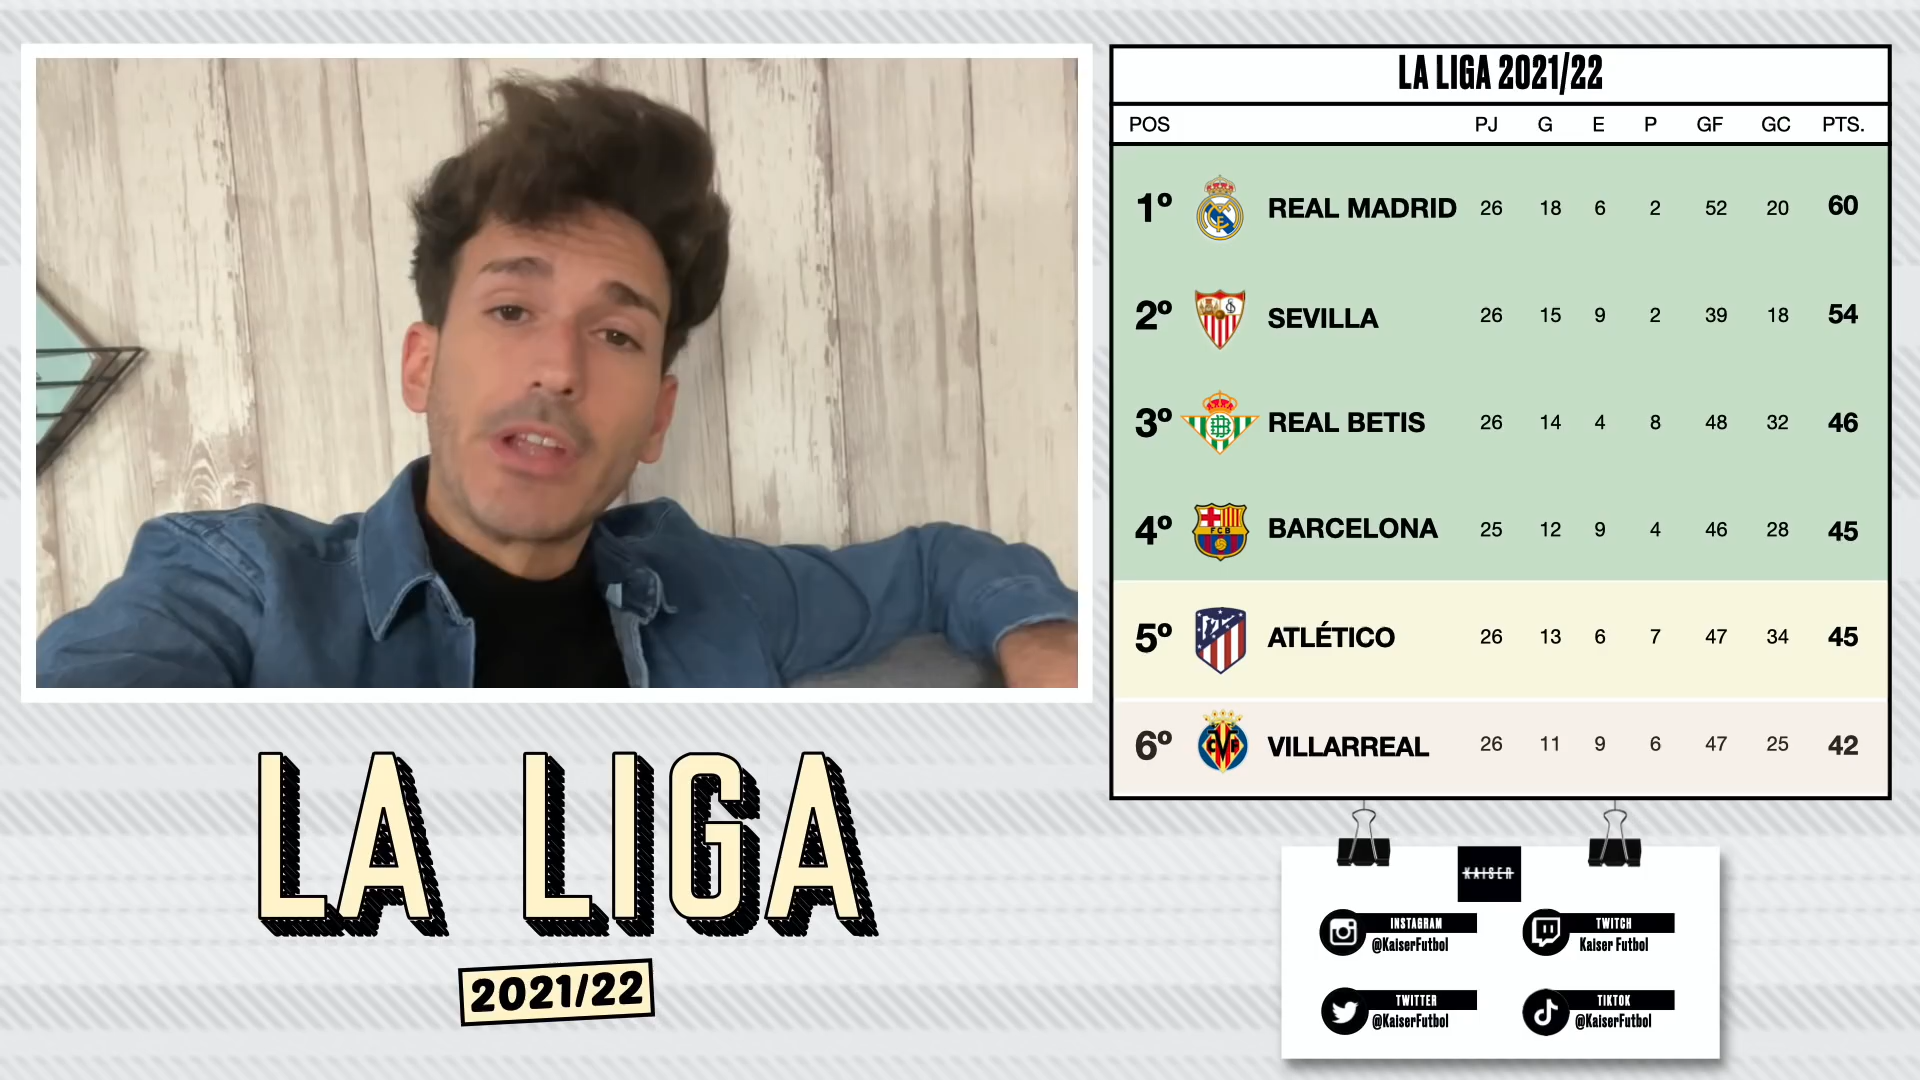 LA LIGA 2021/22
POS PJ G E P GF GC PTS.
1º REAL MADRID 26 18 6 2 52 20 60
2º SEVILLA 26 15 9 2 39 18 54
3º REAL BETIS 26 14 4 8 48 32 46
4º FCB BARCELONA 25 12 9 4 46 28 45
5º ATLÉTICO 26 13 6 7 47 34 45
6º CVF VILLARREAL 26 11 9 6 47 25 42
LA LIGA
2021/22
KAISER
INSTAGRAM
@KaiserFutbol
TWITCH
Kaiser Futbol
TWITTER
@KaiserFutbol
TIKTOK
@KaiserFutbol